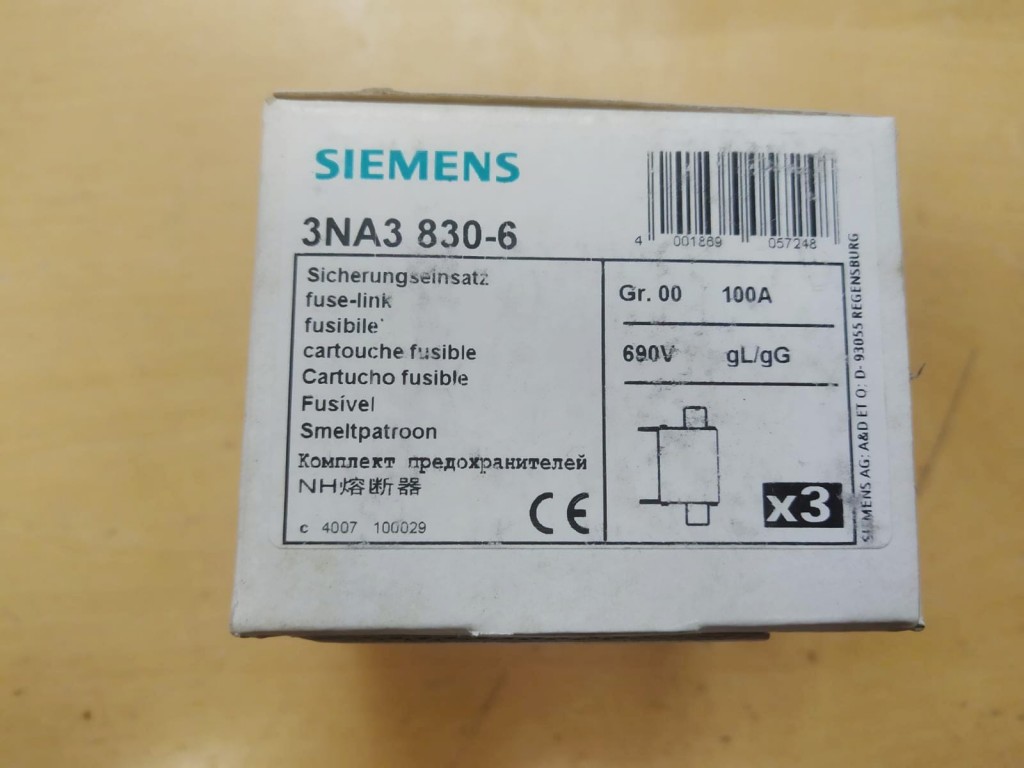 SIEMENS
3NA3 830-6
4 001869 057248
Sicherungseinsatz
fuse-link
fusibile
cartouche fusible
Cartucho fusible
Fusível
Smeltpatroon
Комплект предохранителей
NH熔断器
c 4007 100029
CE
Gr. 00 100A
690V gL/gG
x3
SIEMENS AG: A&D ET O: D- 93055 REGENSBURG